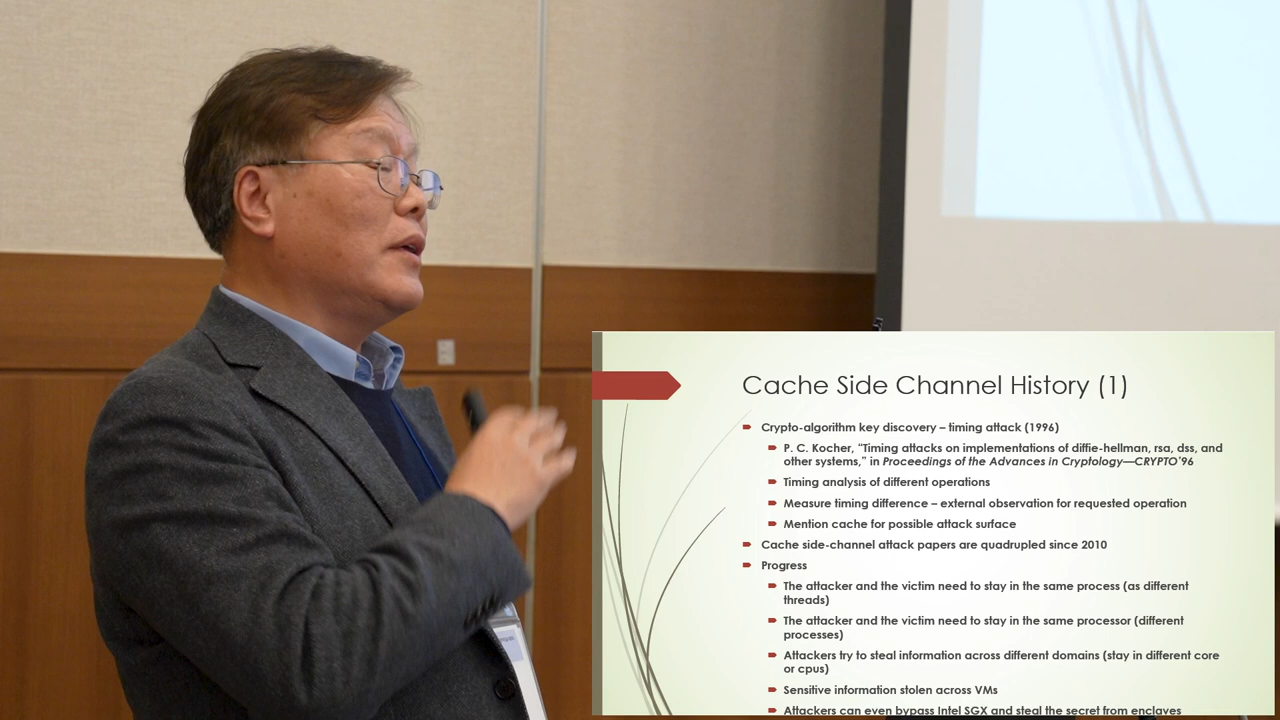 Cache Side Channel History (1)
Crypto-algorithm key discovery – timing attack (1996)
P. C. Kocher, “Timing attacks on implementations of diffie-hellman, rsa, dss, and
other systems,” in Proceedings of the Advances in Cryptology—CRYPTO’96
Timing analysis of different operations
Measure timing difference – external observation for requested operation
Mention cache for possible attack surface
Cache side-channel attack papers are quadrupled since 2010
Progress
The attacker and the victim need to stay in the same process (as different
threads)
The attacker and the victim need to stay in the same processor (different
processes)
Attackers try to steal information across different domains (stay in different core
or cpus)
Sensitive information stolen across VMs
Attackers can even bypass Intel SGX and steal the secret from enclaves